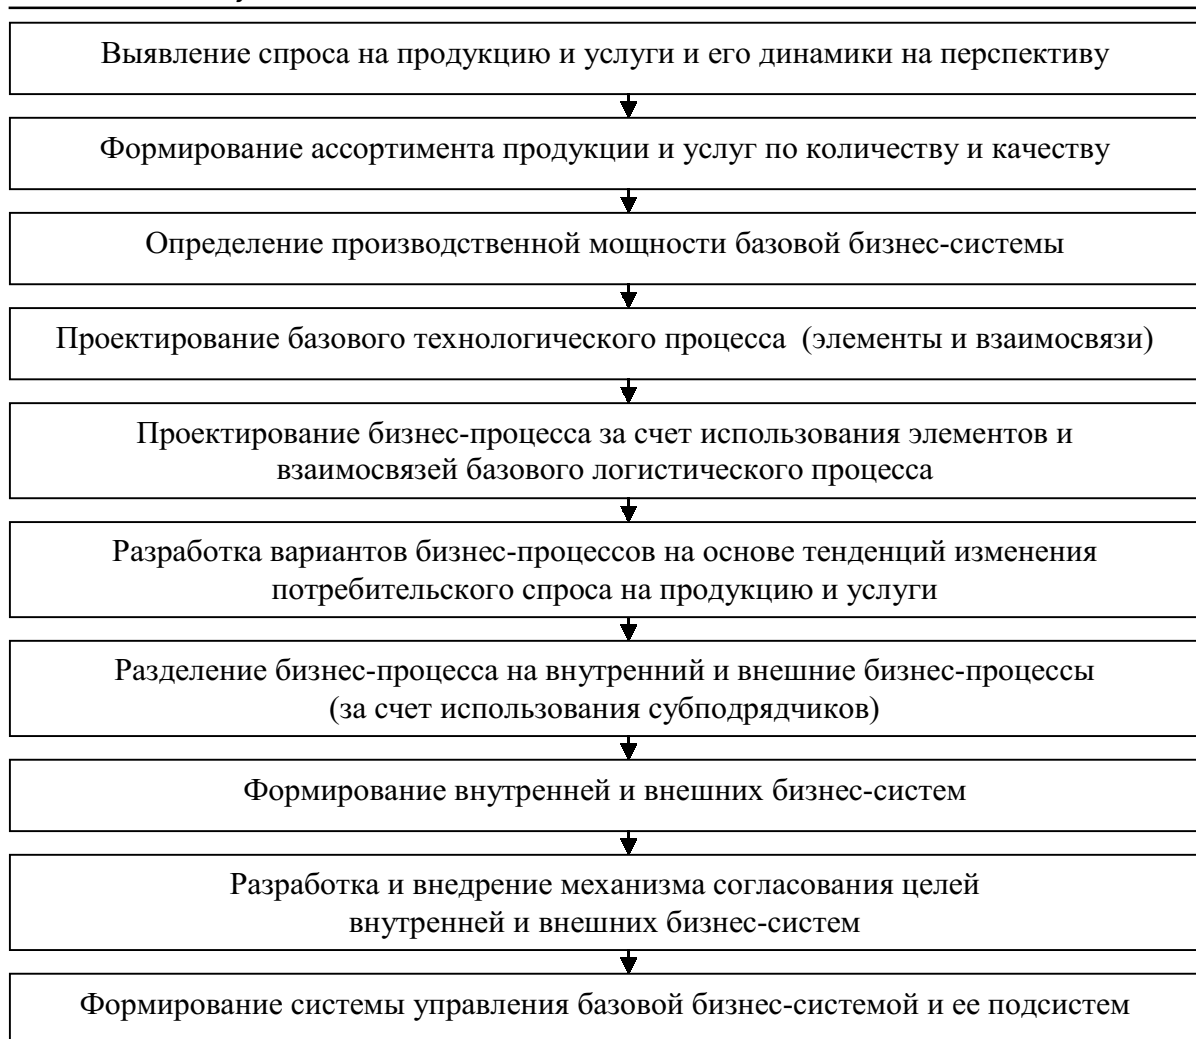 Выявление спроса на продукцию и услуги и его динамики на перспективу
Формирование ассортимента продукции и услуг по количеству и качеству
Определение производственной мощности базовой бизнес-системы
Проектирование базового технологического процесса (элементы и взаимосвязи)
Проектирование бизнес-процесса за счет использования элементов и
взаимосвязей базового логистического процесса
Разработка вариантов бизнес-процессов на основе тенденций изменения
потребительского спроса на продукцию и услуги
Разделение бизнес-процесса на внутренний и внешние бизнес-процессы
(за счет использования субподрядчиков)
Формирование внутренней и внешних бизнес-систем
Разработка и внедрение механизма согласования целей
внутренней и внешних бизнес-систем
Формирование системы управления базовой бизнес-системой и ее подсистем